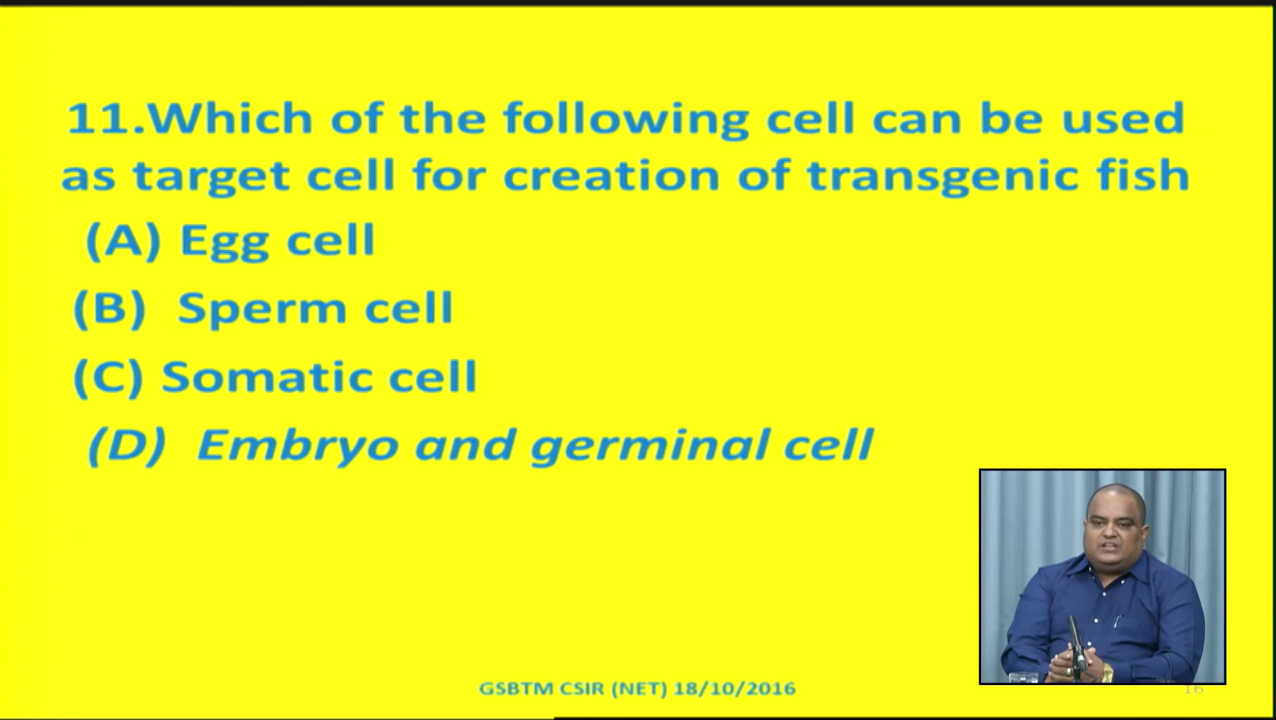 11.Which of the following cell can be used
as target cell for creation of transgenic fish
(A) Egg cell
(B) Sperm cell
(C) Somatic cell
(D) Embryo and germinal cell
GSBTM CSIR (NET) 18/10/2016
16